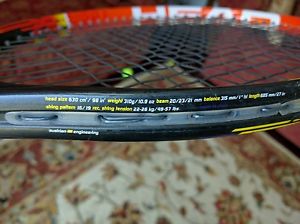 head size 630 cm² / 98 in² weight 310g/10.9 oz beam 20/23/21 mm balance 315 mm/1" hl length 685 mm/27 in
string pattern 16/19 rec. string tension 22-26 kg/48-57 lbs.
austrian engineering